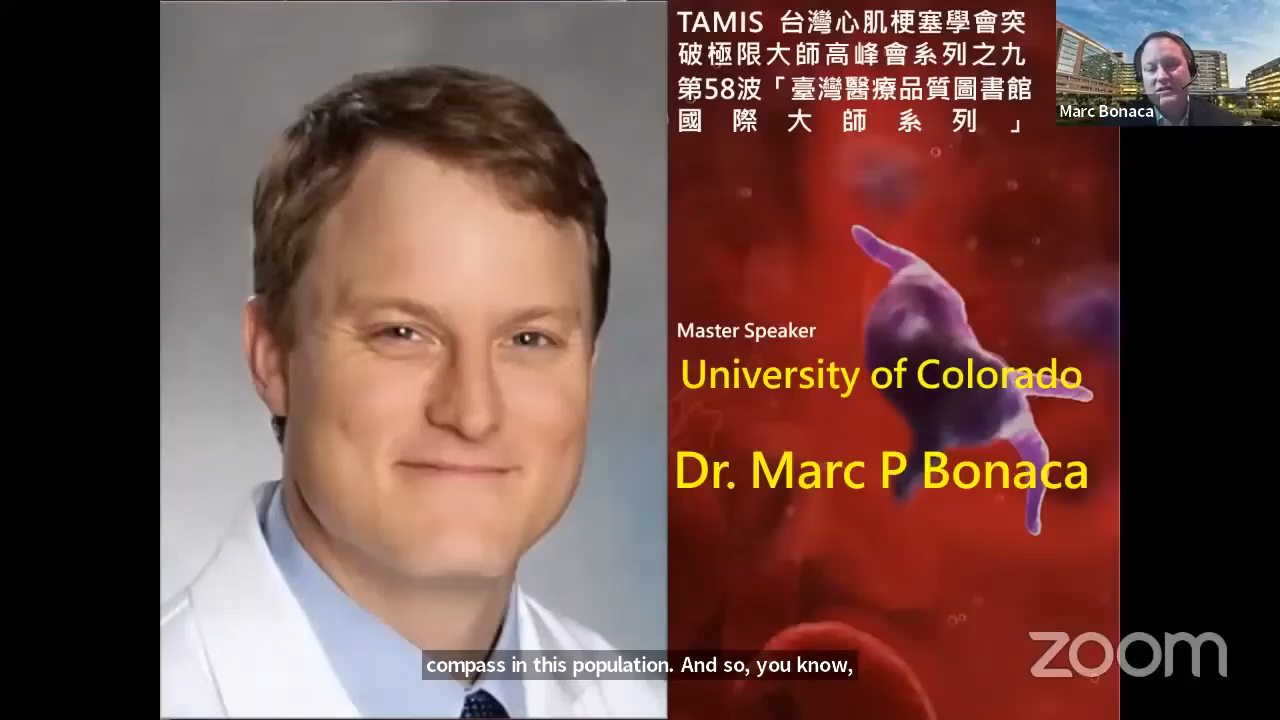 TAMIS 台灣心肌梗塞學會突
破極限大師高峰會系列之九
第58波「臺灣醫療品質圖書館
國際大師系列」
Marc Bonaca
Master Speaker
University of Colorado
Dr. Marc P Bonaca
compass in this population. And so, you know,
zoom